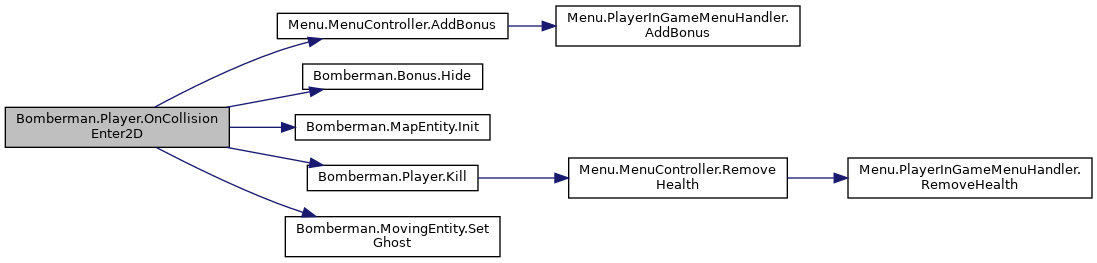 Bomberman.Player.OnCollision
Enter2D
Menu.MenuController.AddBonus
Menu.PlayerInGameMenuHandler.
AddBonus
Bomberman.Bonus.Hide
Bomberman.MapEntity.Init
Bomberman.Player.Kill
Menu.MenuController.Remove
Health
Menu.PlayerInGameMenuHandler.
RemoveHealth
Bomberman.MovingEntity.Set
Ghost